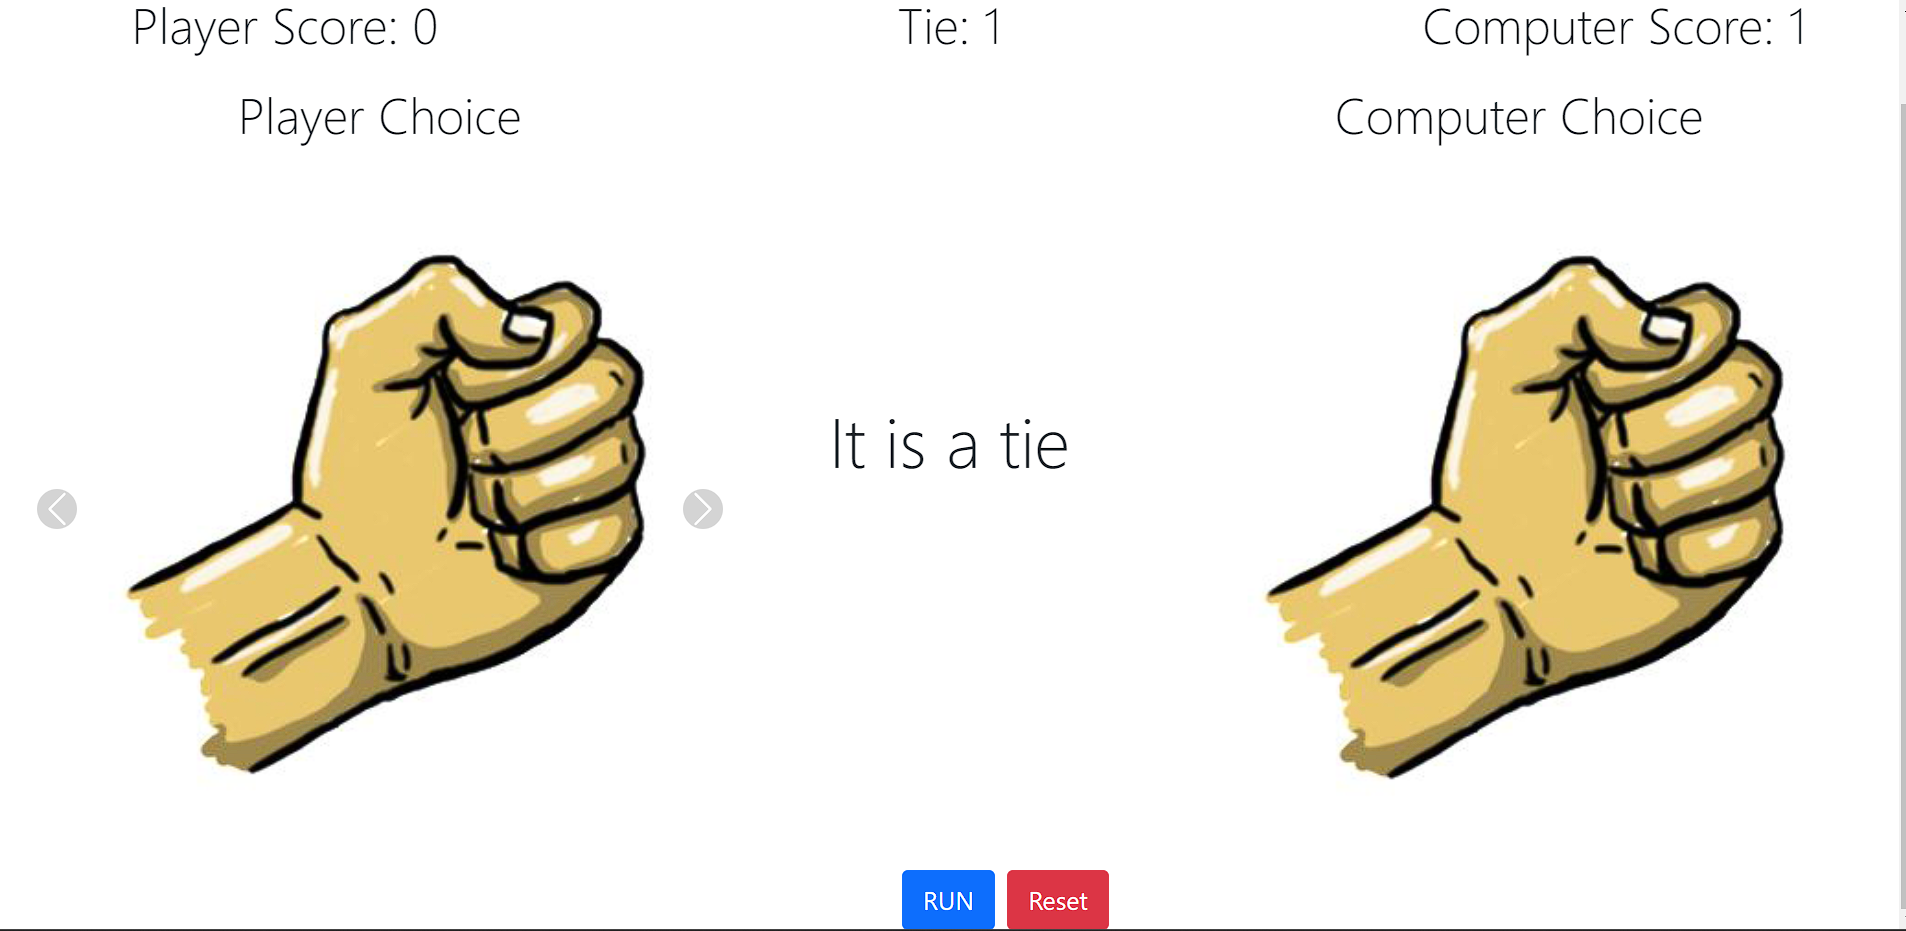 Player Score: 0
Tie: 1
Computer Score: 1
Player Choice
Computer Choice
It is a tie
RUN
Reset